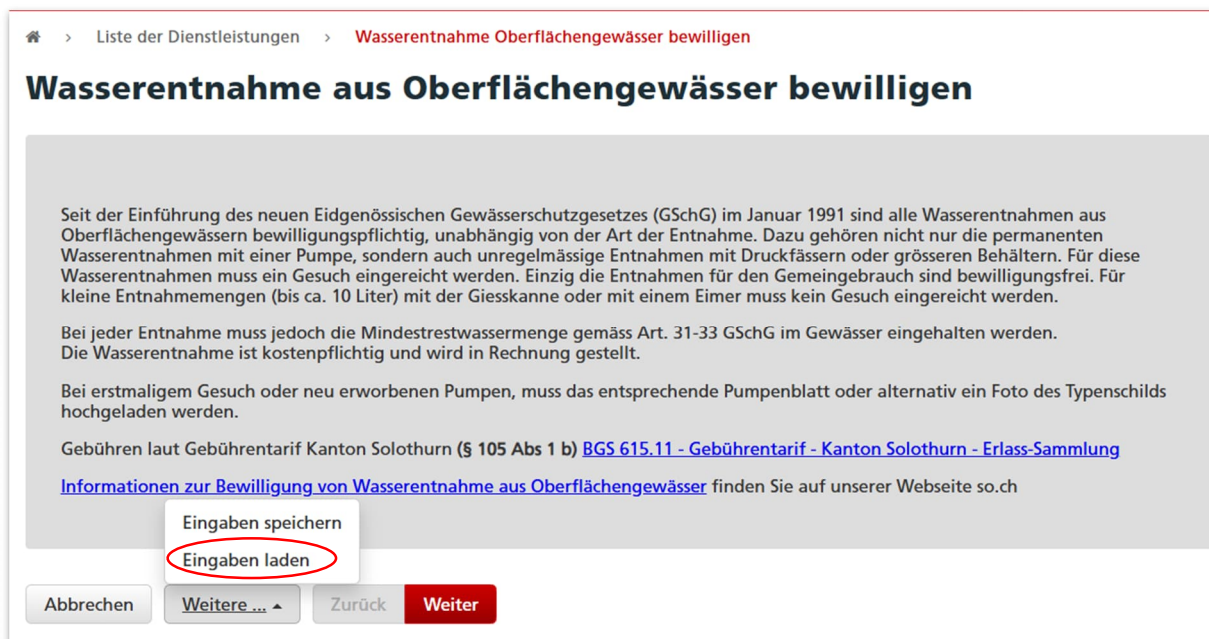 > Liste der Dienstleistungen > Wasserentnahme Oberflächengewässer bewilligen
Wasserentnahme aus Oberflächengewässer bewilligen
Seit der Einführung des neuen Eidgenössischen Gewässerschutzgesetzes (GSchG) im Januar 1991 sind alle Wasserentnahmen aus
Oberflächengewässern bewilligungspflichtig, unabhängig von der Art der Entnahme. Dazu gehören nicht nur die permanenten
Wasserentnahmen mit einer Pumpe, sondern auch unregelmässige Entnahmen mit Druckfässern oder grösseren Behältern. Für diese
Wasserentnahmen muss ein Gesuch eingereicht werden. Einzig die Entnahmen für den Gemeingebrauch sind bewilligungsfrei. Für
kleine Entnahmemengen (bis ca. 10 Liter) mit der Giesskanne oder mit einem Eimer muss kein Gesuch eingereicht werden.
Bei jeder Entnahme muss jedoch die Mindestrestwassermenge gemäss Art. 31-33 GSchG im Gewässer eingehalten werden.
Die Wasserentnahme ist kostenpflichtig und wird in Rechnung gestellt.
Bei erstmaligem Gesuch oder neu erworbenen Pumpen, muss das entsprechende Pumpenblatt oder alternativ ein Foto des Typenschilds
hochgeladen werden.
Gebühren laut Gebührentarif Kanton Solothurn (§ 105 Abs 1 b) BGS 615.11 - Gebührentarif - Kanton Solothurn - Erlass-Sammlung
Informationen zur Bewilligung von Wasserentnahme aus Oberflächengewässer finden Sie auf unserer Webseite so.ch
Eingaben speichern
Eingaben laden
Abbrechen Weitere ... Zurück Weiter